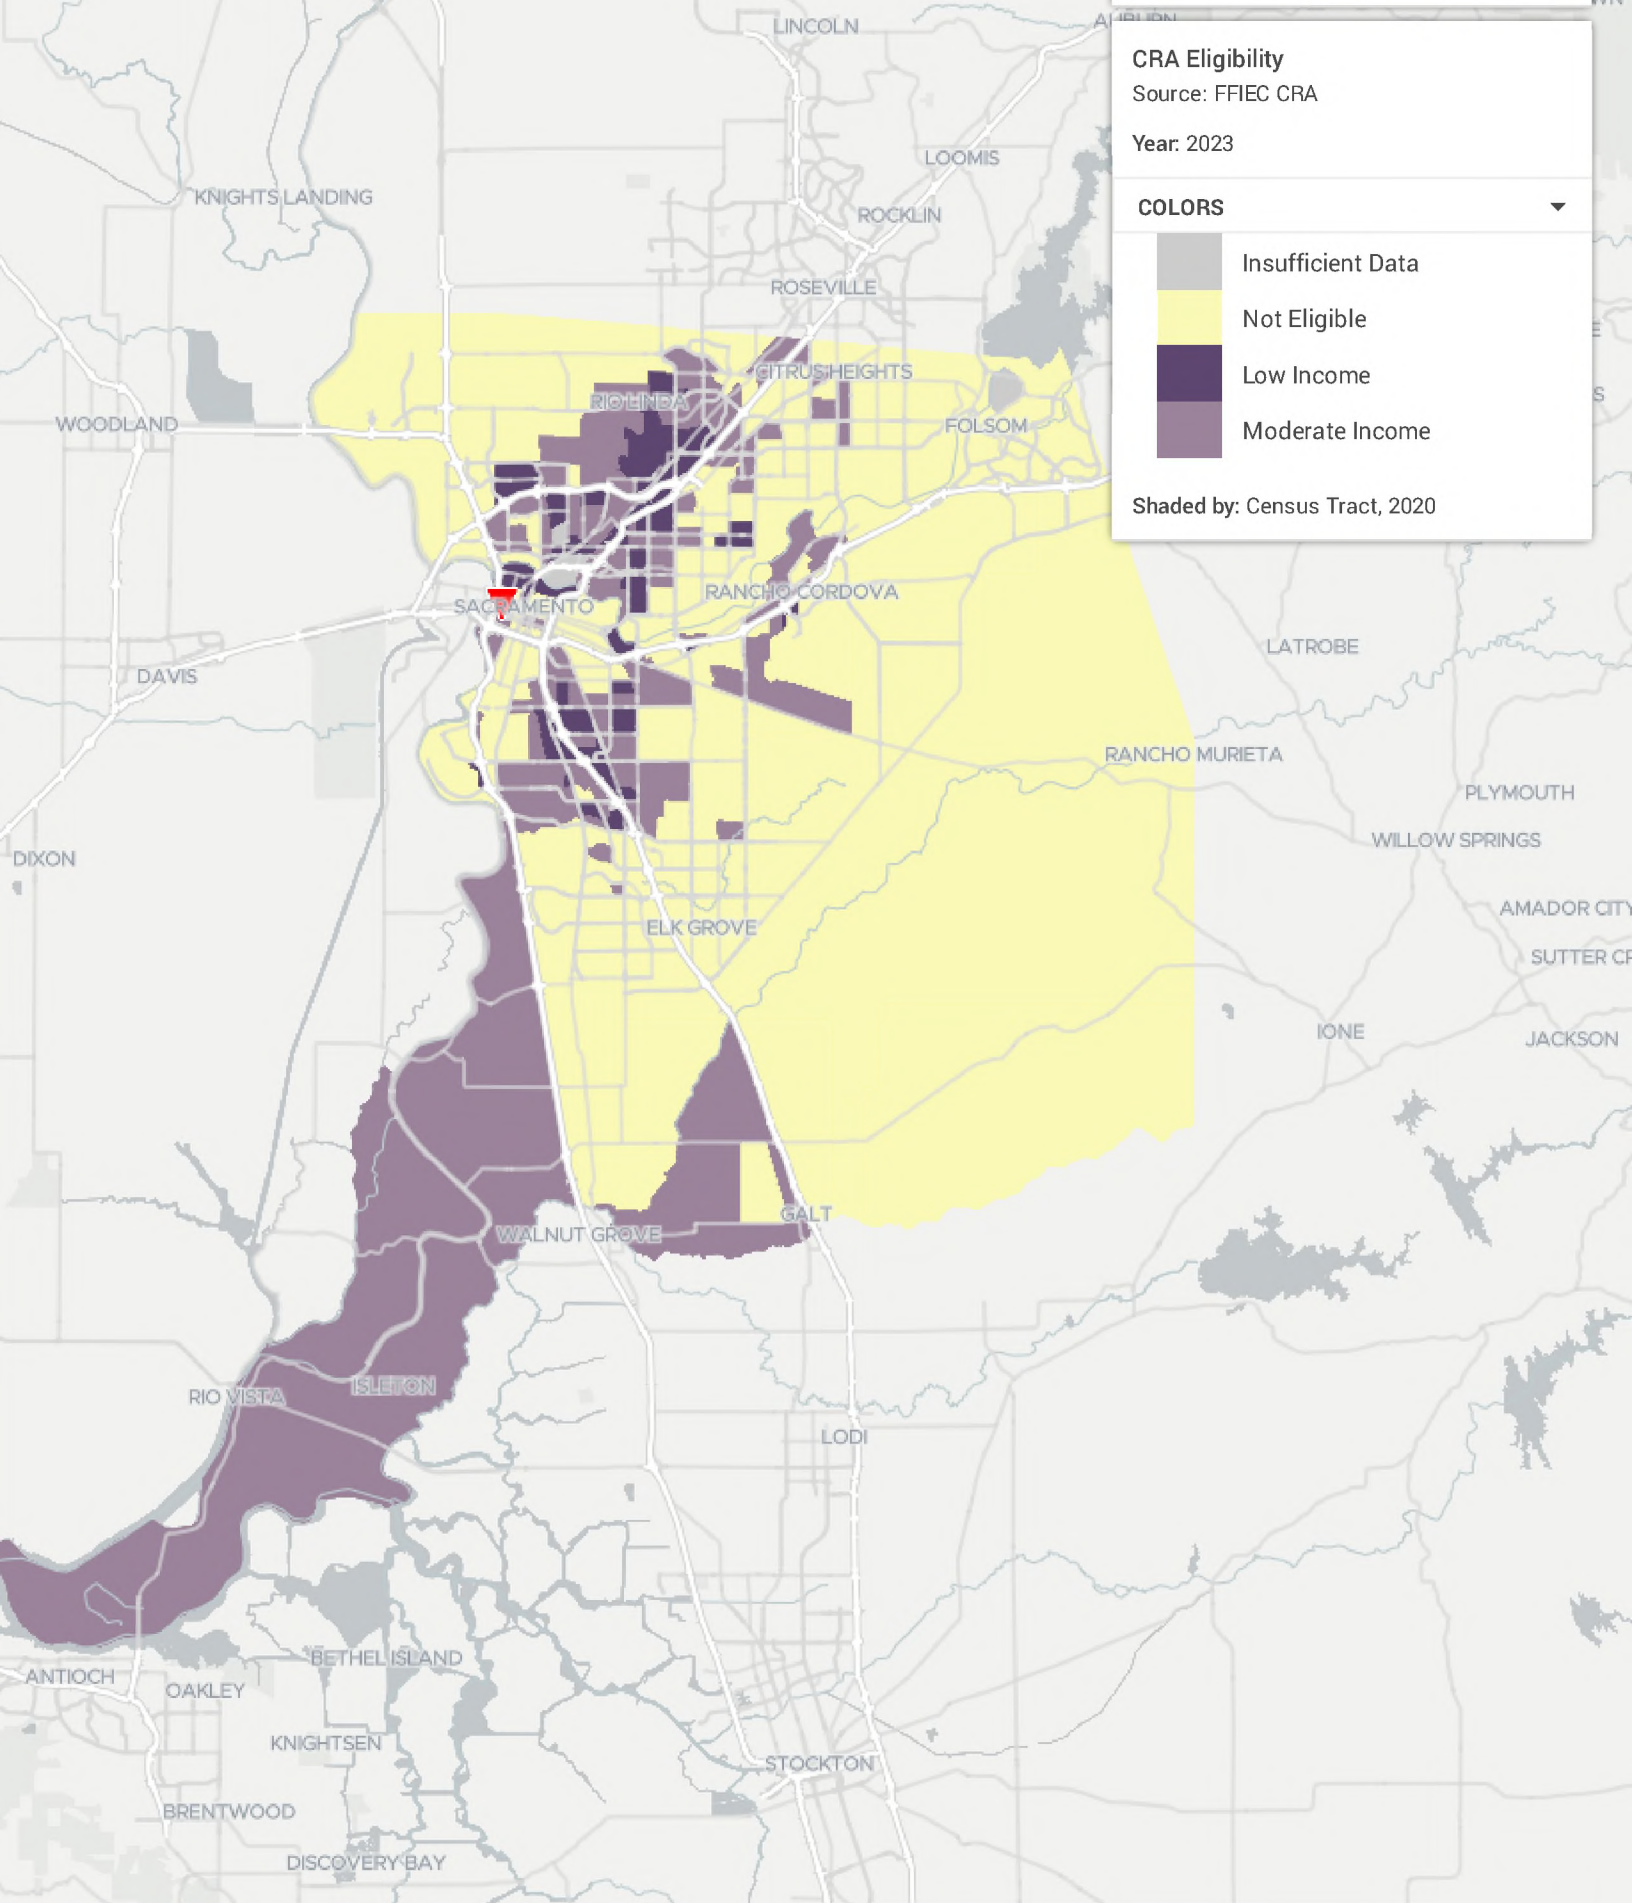 LINCOLN
AUBURN
CRA Eligibility
Source: FFIEC CRA
Year: 2023
COLORS
Insufficient Data
Not Eligible
Low Income
Moderate Income
Shaded by: Census Tract, 2020
LOOMIS
KNIGHTS LANDING
ROCKLIN
ROSEVILLE
CITRUS HEIGHTS
RIO LINDA
WOODLAND
FOLSOM
RANCHO CORDOVA
SACRAMENTO
LATROBE
DAVIS
RANCHO MURIETA
PLYMOUTH
WILLOW SPRINGS
DIXON
AMADOR CITY
ELK GROVE
SUTTER CR
IONE
JACKSON
GALT
WALNUT GROVE
ISLETON
RIO VISTA
LODI
BETHEL ISLAND
ANTIOCH
OAKLEY
KNIGHTSEN
STOCKTON
BRENTWOOD
DISCOVERY BAY